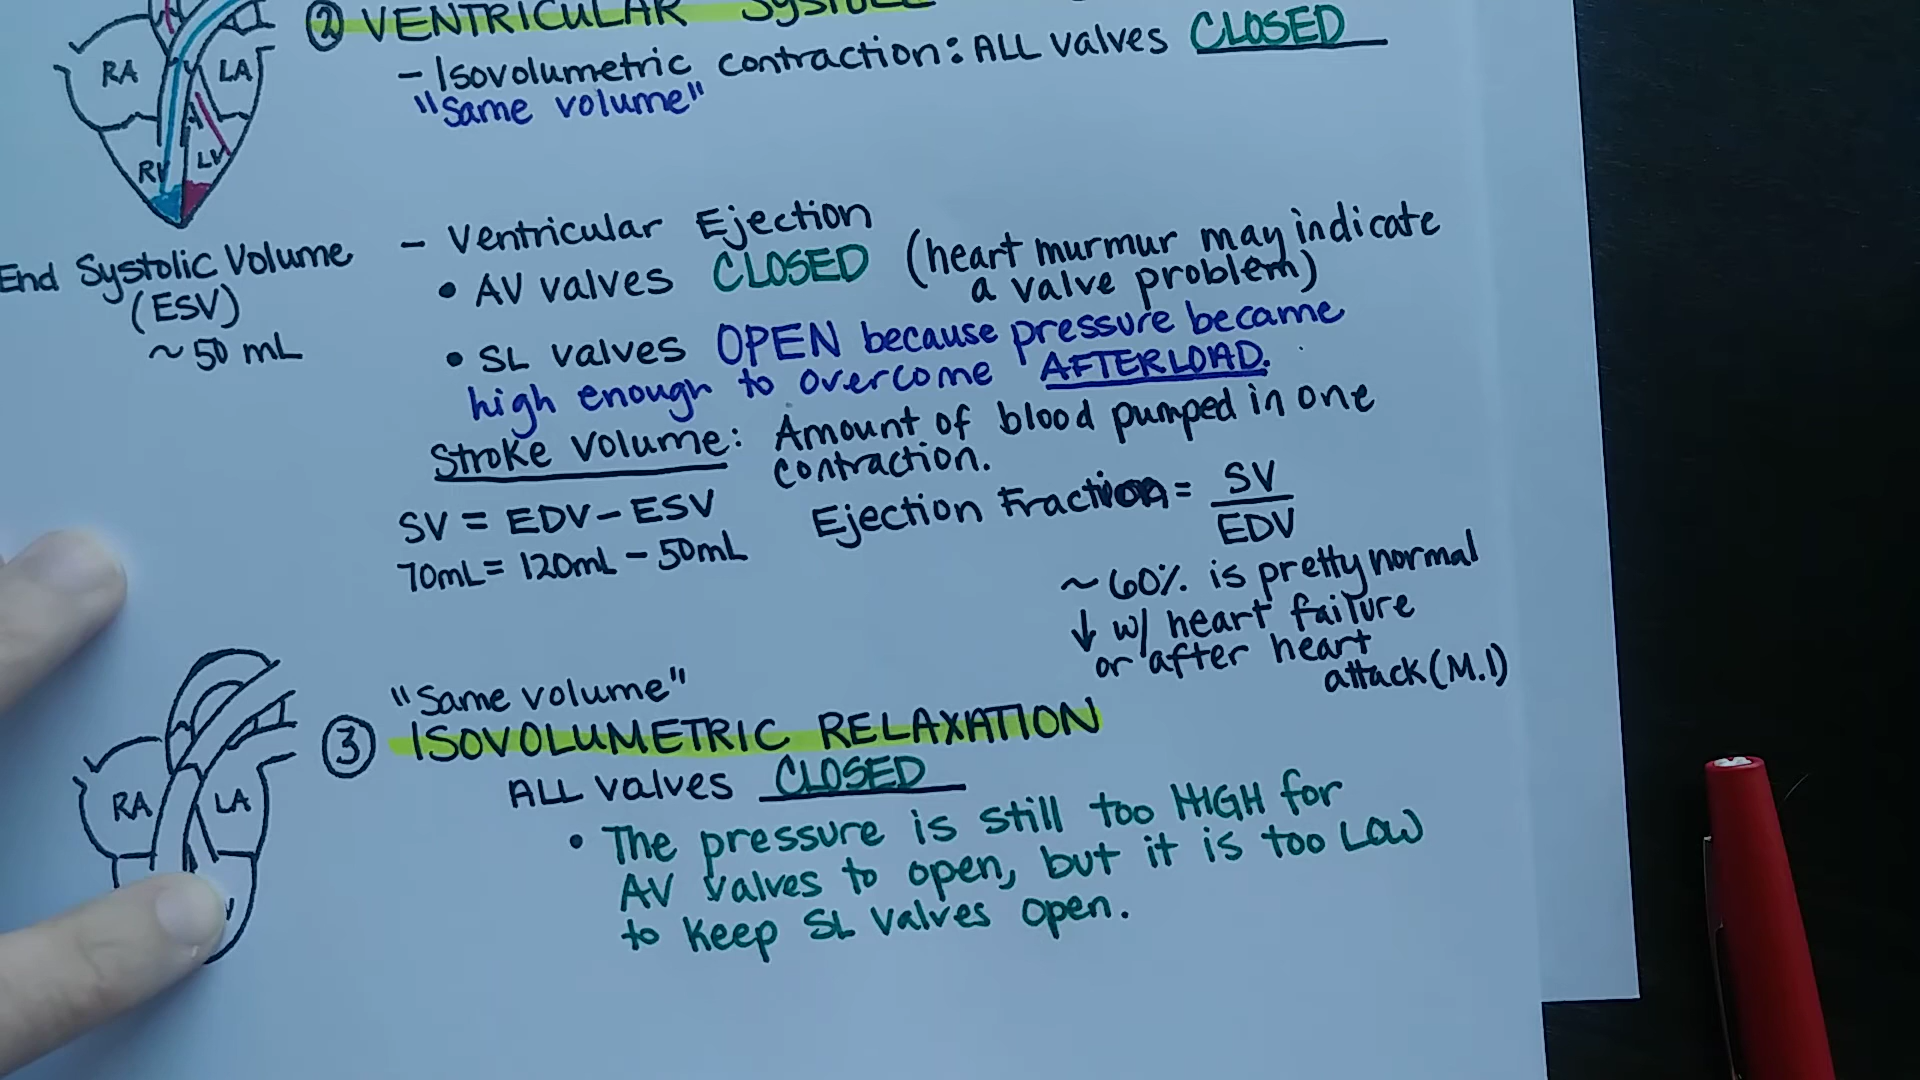 ② VENTRICULAR SYSTOLE
RA LA
- Isovolumetric contraction: ALL valves CLOSED
"Same volume"
RV LV
End Systolic Volume
(ESV)
~50 mL
- Ventricular Ejection
• AV valves CLOSED (heart murmur may indicate
a valve problem)
• SL valves OPEN because pressure became
high enough to overcome AFTERLOAD.
Stroke Volume: Amount of blood pumped in one
contraction.
SV = EDV - ESV
70mL = 120mL - 50mL
Ejection Fraction = SV
EDV
~60% is pretty normal
↓ w/ heart failure
or after heart
attack (M.I)
"Same volume"
③ ISOVOLUMETRIC RELAXATION
RA LA
ALL valves CLOSED
• The pressure is still too HIGH for
AV valves to open, but it is too LOW
to keep SL valves open.